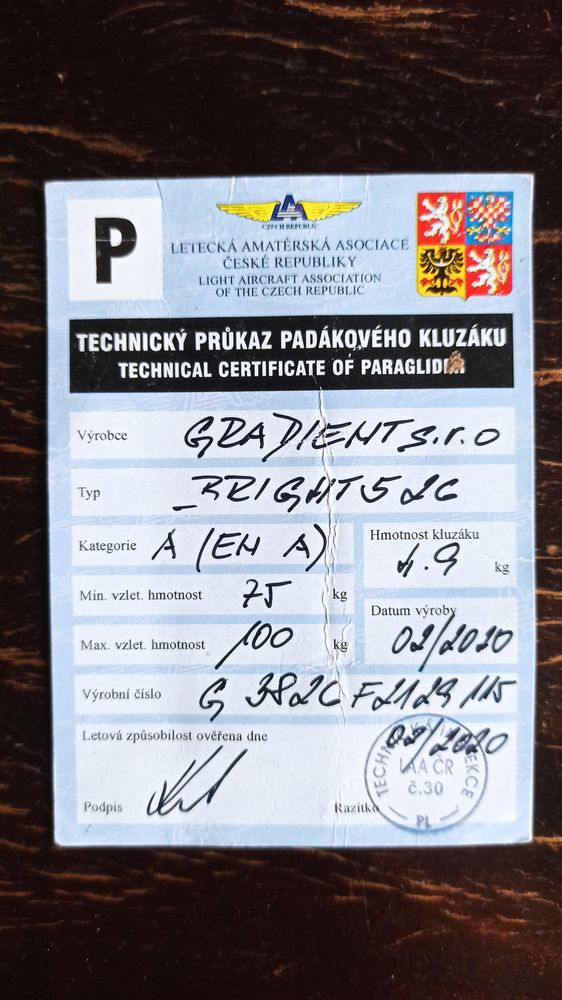 P
CZECH REPUBLIC
LETECKÁ AMATÉRSKÁ ASOCIACE
ČESKÉ REPUBLIKY
LIGHT AIRCRAFT ASSOCIATION
OF THE CZECH REPUBLIC
TECHNICKÝ PRŮKAZ PADÁKOVÉHO KLUZÁKU
TECHNICAL CERTIFICATE OF PARAGLIDER
Výrobce GRADIENT s.r.o
Typ BRIGHT 5 26
Kategorie A (EN A)
Hmotnost kluzáku
4.9 kg
Min. vzlet. hmotnost 75 kg
Datum výroby
02/2020
Max. vzlet. hmotnost 100 kg
Výrobní číslo G 3826 F2129 115
Letová způsobilost ověřena dne 02/2020
TECHNICKÁ INSPEKCE
LAA ČR
č.30
PL
Podpis Razítko